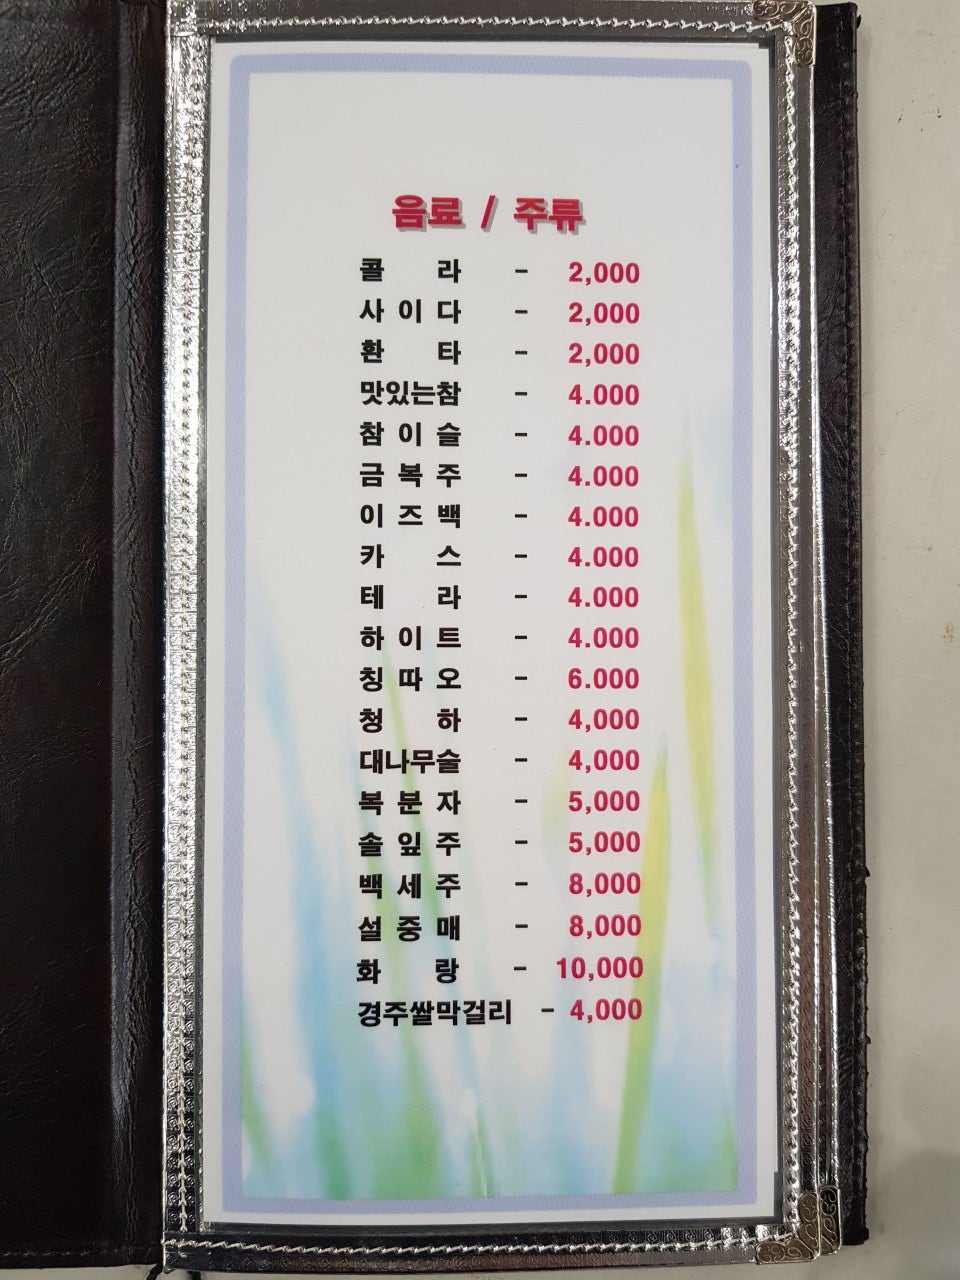 음료 / 주류
콜 라 - 2,000
사 이 다 - 2,000
환 타 - 2,000
맛있는참 - 4.000
참 이 슬 - 4.000
금 복 주 - 4.000
이 즈 백 - 4.000
카 스 - 4.000
테 라 - 4.000
하 이 트 - 4.000
칭 따 오 - 6.000
청 하 - 4,000
대나무술 - 4,000
복 분 자 - 5,000
솔 잎 주 - 5,000
백 세 주 - 8,000
설 중 매 - 8,000
화 랑 - 10,000
경주쌀막걸리 - 4,000